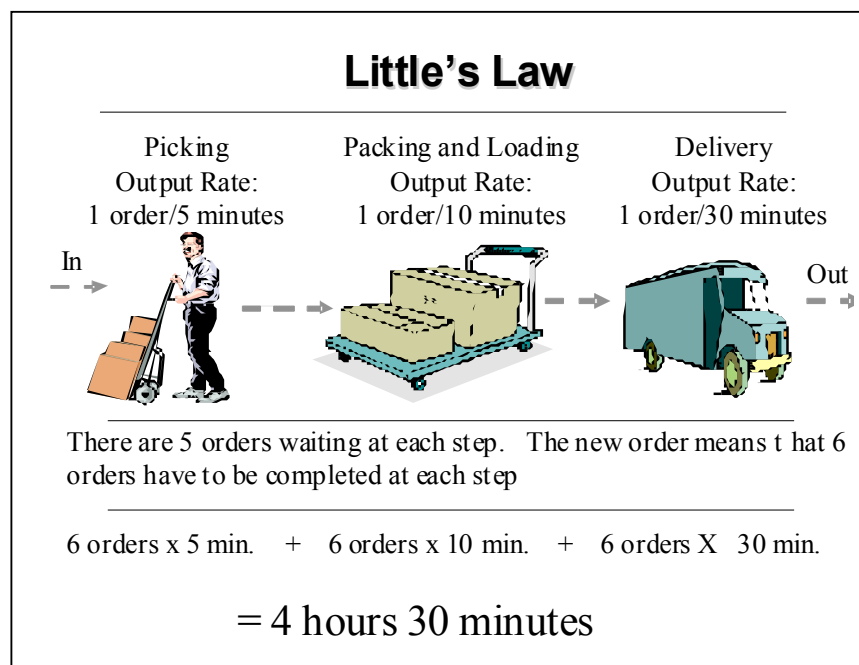 Little's Law
Picking
Output Rate:
1 order/5 minutes
Packing and Loading
Output Rate:
1 order/10 minutes
Delivery
Output Rate:
1 order/30 minutes
In
Out
There are 5 orders waiting at each step. The new order means t hat 6
orders have to be completed at each step
6 orders x 5 min. + 6 orders x 10 min. + 6 orders X 30 min.
= 4 hours 30 minutes